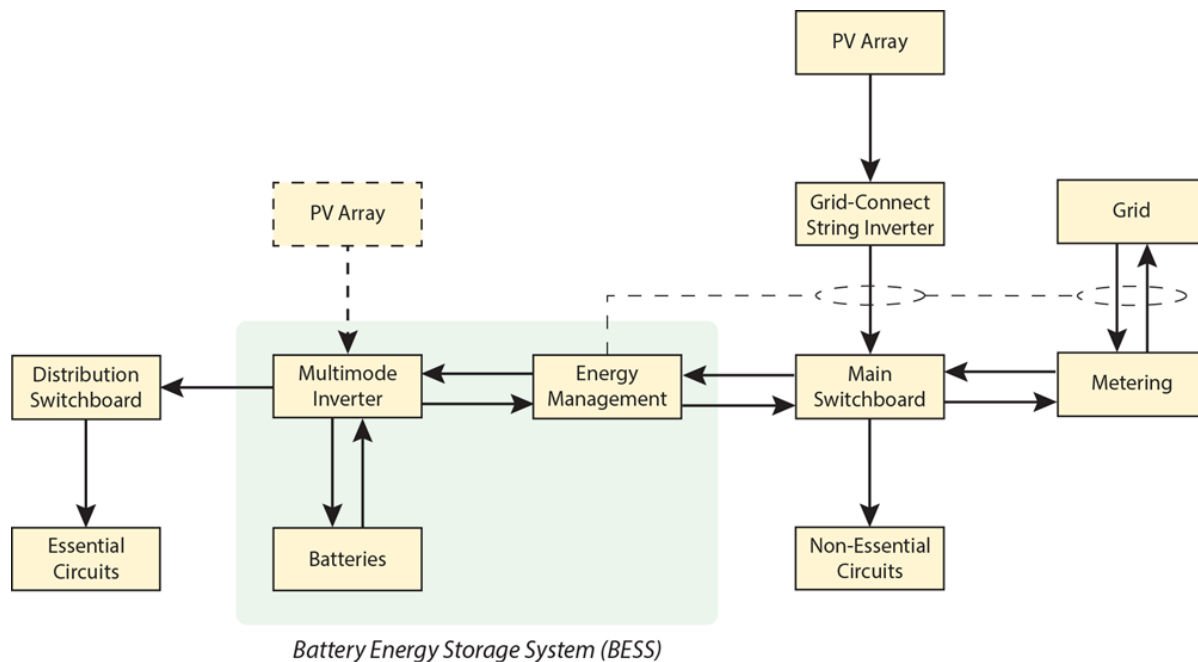 PV Array
PV Array
Grid-Connect
String Inverter
Grid
Distribution
Switchboard
Multimode
Inverter
Energy
Management
Main
Switchboard
Metering
Essential
Circuits
Batteries
Non-Essential
Circuits
Battery Energy Storage System (BESS)